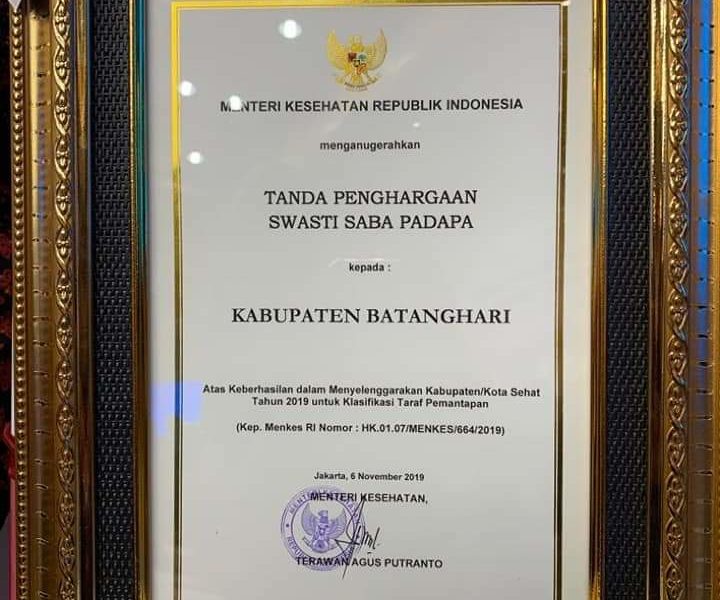 MENTERI KESEHATAN REPUBLIK INDONESIA
menganugerahkan
TANDA PENGHARGAAN
SWASTI SABA PADAPA
kepada :
KABUPATEN BATANGHARI
Atas Keberhasilan dalam Menyelenggarakan Kabupaten/Kota Sehat
Tahun 2019 untuk Klasifikasi Taraf Pemantapan
(Kep. Menkes RI Nomor : HK.01.07/MENKES/664/2019)
Jakarta, 6 November 2019
MENTERI KESEHATAN,
TERAWAN AGUS PUTRANTO